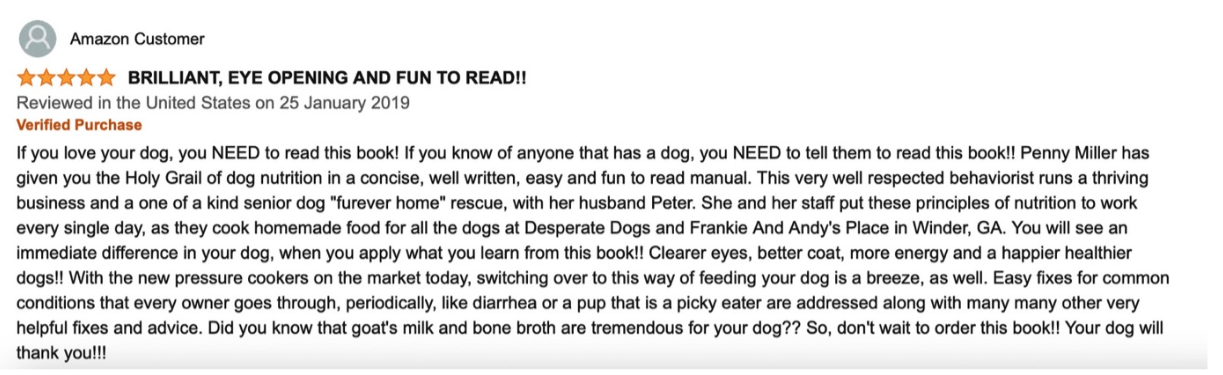 Amazon Customer
BRILLIANT, EYE OPENING AND FUN TO READ!!
Reviewed in the United States on 25 January 2019
Verified Purchase
If you love your dog, you NEED to read this book! If you know of anyone that has a dog, you NEED to tell them to read this book!! Penny Miller has
given you the Holy Grail of dog nutrition in a concise, well written, easy and fun to read manual. This very well respected behaviorist runs a thriving
business and a one of a kind senior dog "furever home" rescue, with her husband Peter. She and her staff put these principles of nutrition to work
every single day, as they cook homemade food for all the dogs at Desperate Dogs and Frankie And Andy's Place in Winder, GA. You will see an
immediate difference in your dog, when you apply what you learn from this book!! Clearer eyes, better coat, more energy and a happier healthier
dogs!! With the new pressure cookers on the market today, switching over to this way of feeding your dog is a breeze, as well. Easy fixes for common
conditions that every owner goes through, periodically, like diarrhea or a pup that is a picky eater are addressed along with many many other very
helpful fixes and advice. Did you know that goat's milk and bone broth are tremendous for your dog?? So, don't wait to order this book!! Your dog will
thank you!!!